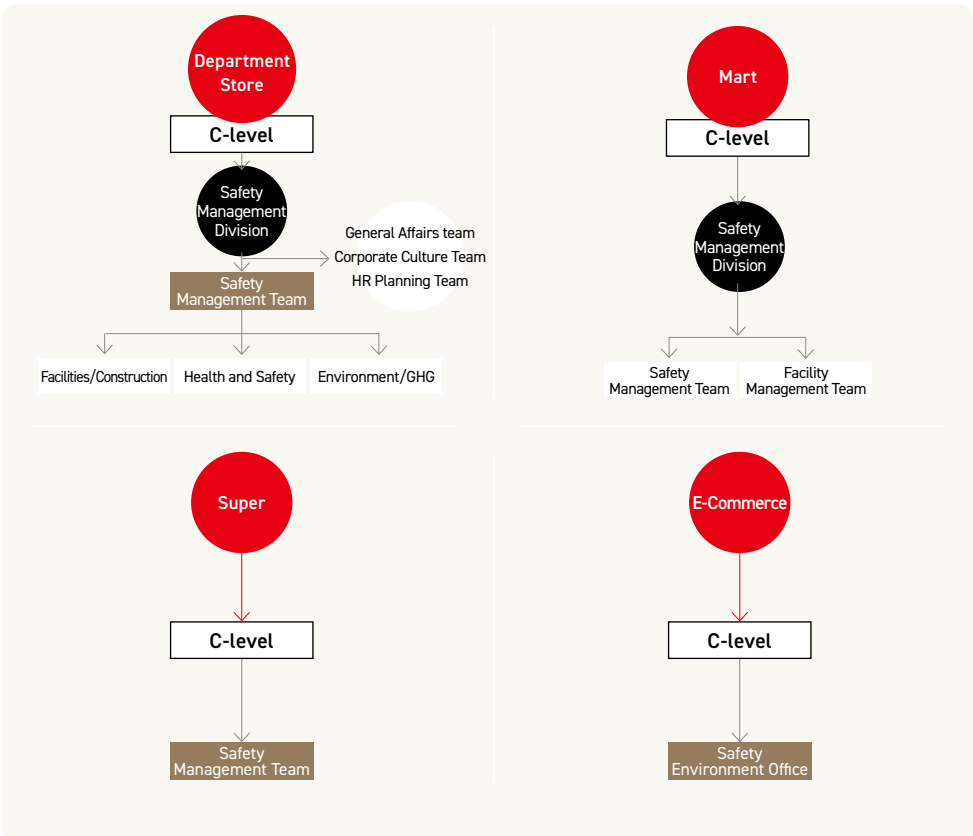 Department
Store
C-level
Safety
Management
Division
General Affairs team
Corporate Culture Team
HR Planning Team
Safety
Management Team
Facilities/Construction
Health and Safety
Environment/GHG
Mart
C-level
Safety
Management
Division
Safety
Management Team
Facility
Management Team
Super
C-level
Safety
Management Team
E-Commerce
C-level
Safety
Environment Office